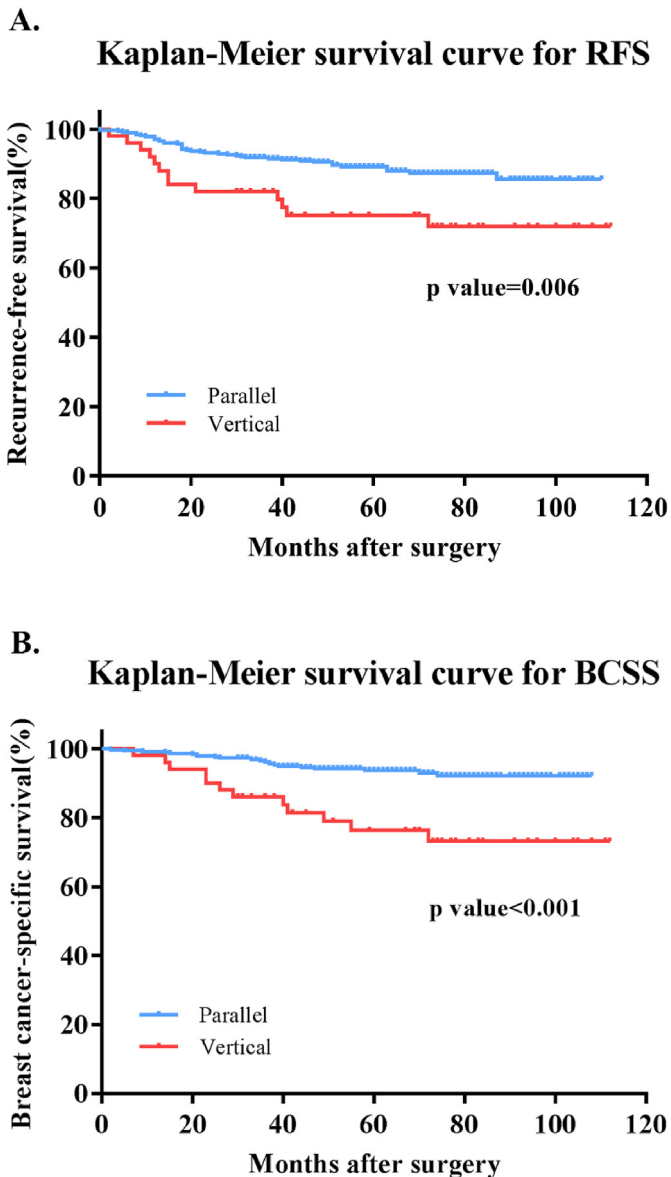 A.
Kaplan-Meier survival curve for RFS
Recurrence-free survival(%)
100
80
60
40
20
0
p value=0.006
Parallel
Vertical
0 20 40 60 80 100 120
Months after surgery
B.
Kaplan-Meier survival curve for BCSS
Breast cancer-specific survival(%)
100
80
60
40
20
0
p value<0.001
Parallel
Vertical
0 20 40 60 80 100 120
Months after surgery